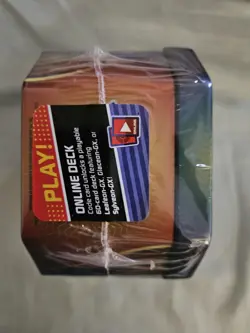 PLAY!
ONLINE DECK
Code card unlocks a playable
60-card deck featuring
Leafeon-GX, Glaceon-GX, or
Sylveon-GX!